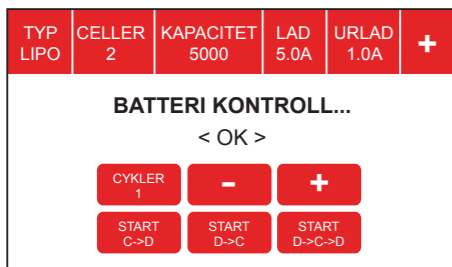 TYP CELLER KAPACITET LAD URLAD +
LIPO 2 5000 5.0A 1.0A
BATTERI KONTROLL...
< OK >
CYKLER - +
1
START START START
C->D D->C D->C->D